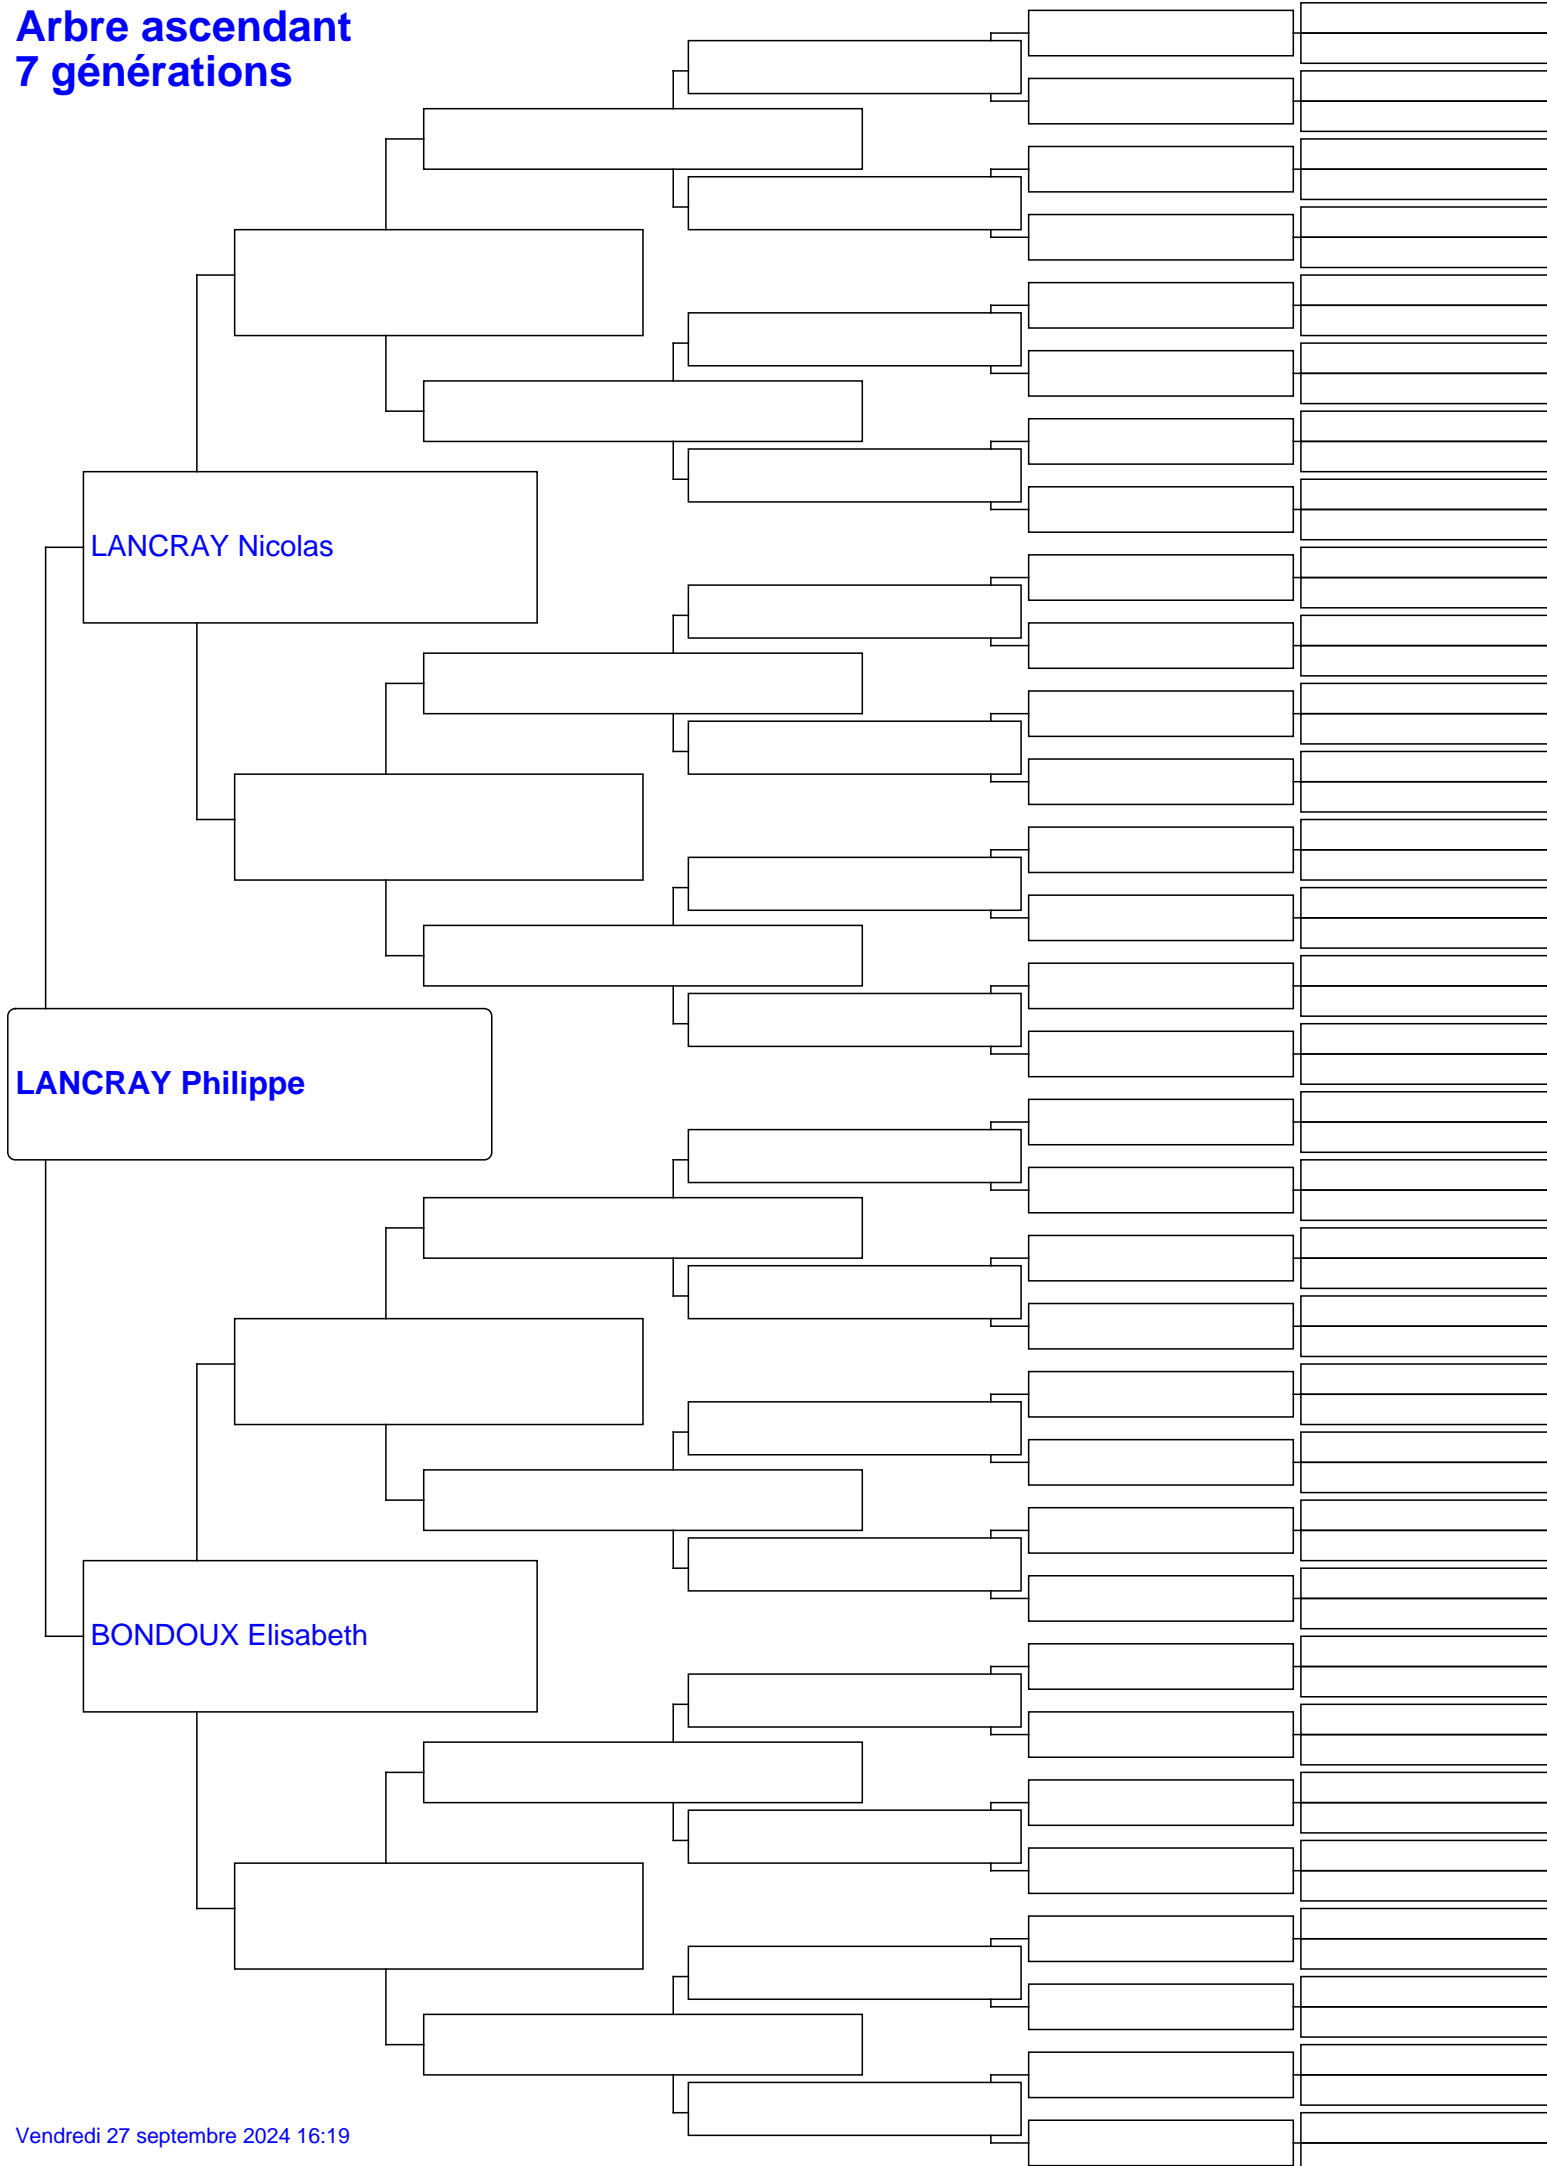 Arbre ascendant
7 générations
LANCRAY Nicolas
LANCRAY Philippe
BONDOUX Elisabeth
Vendredi 27 septembre 2024 16:19